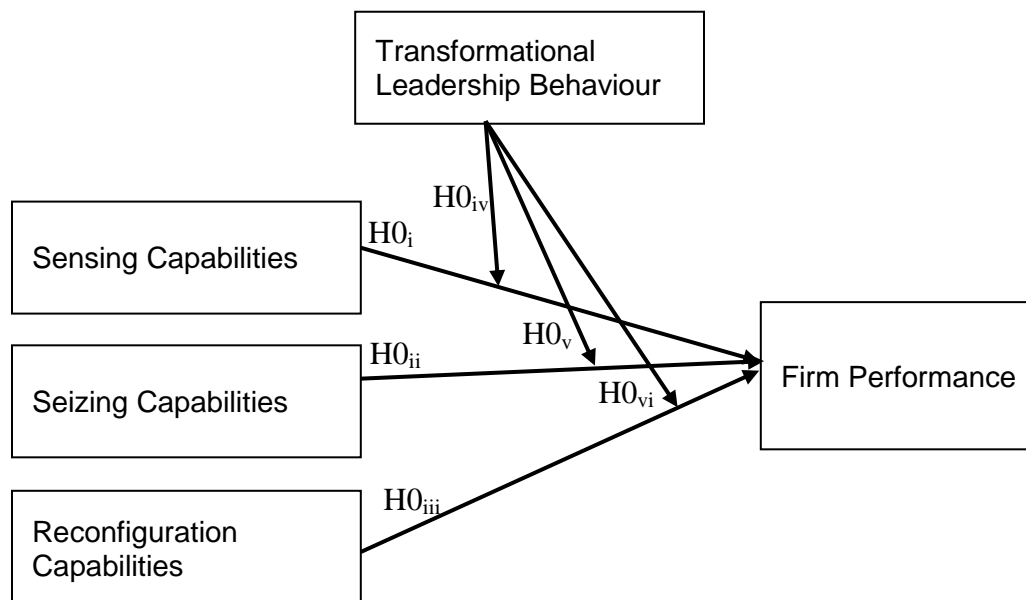 Transformational
Leadership Behaviour
H0iv
Sensing Capabilities
H0i
H0v
Seizing Capabilities
H0ii
Firm Performance
H0vi
Reconfiguration
Capabilities
H0iii